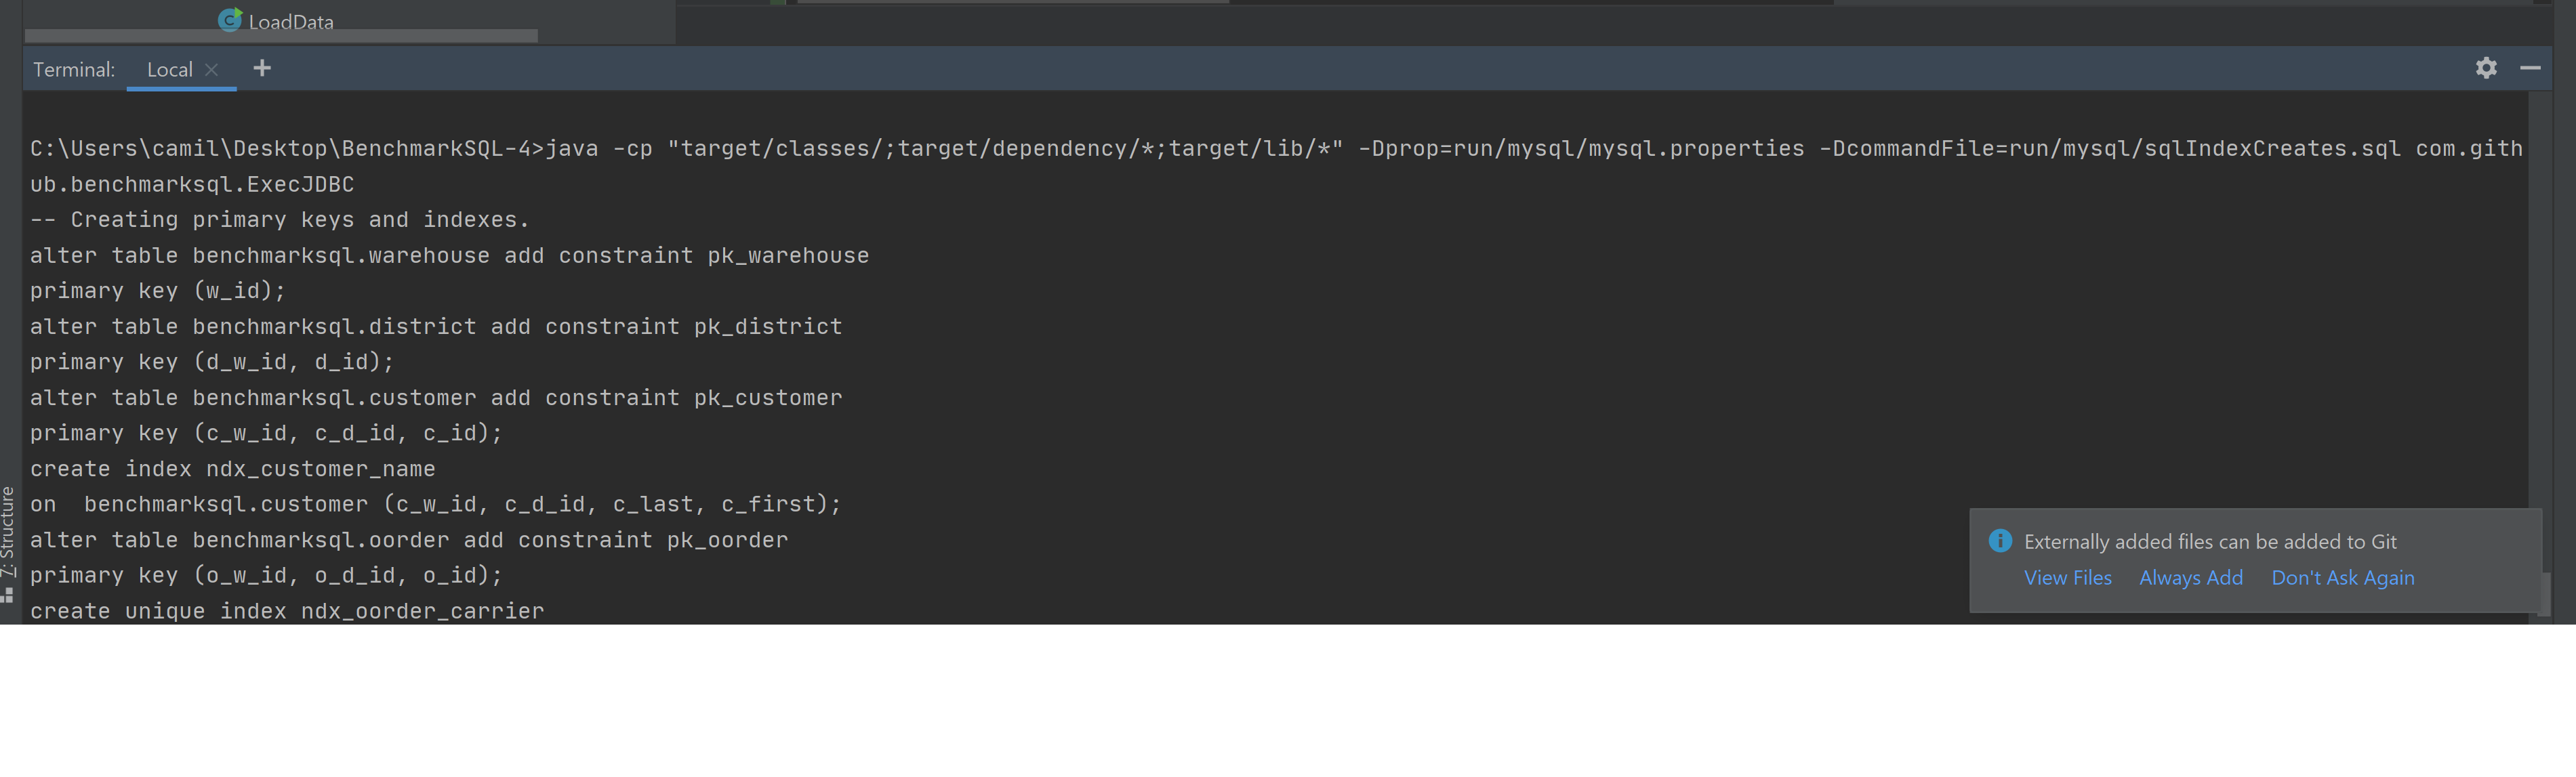 LoadData
Terminal: Local
C:\Users\camil\Desktop\BenchmarkSQL-4>java -cp "target/classes/;target/dependency/*;target/lib/*" -Dprop=run/mysql/mysql.properties -DcommandFile=run/mysql/sqlIndexCreates.sql com.gith
ub.benchmarksql.ExecJDBC
-- Creating primary keys and indexes.
alter table benchmarksql.warehouse add constraint pk_warehouse
primary key (w_id);
alter table benchmarksql.district add constraint pk_district
primary key (d_w_id, d_id);
alter table benchmarksql.customer add constraint pk_customer
primary key (c_w_id, c_d_id, c_id);
create index ndx_customer_name
on  benchmarksql.customer (c_w_id, c_d_id, c_last, c_first);
alter table benchmarksql.oorder add constraint pk_oorder
primary key (o_w_id, o_d_id, o_id);
create unique index ndx_oorder_carrier
7: Structure
Externally added files can be added to Git
View Files Always Add Don't Ask Again